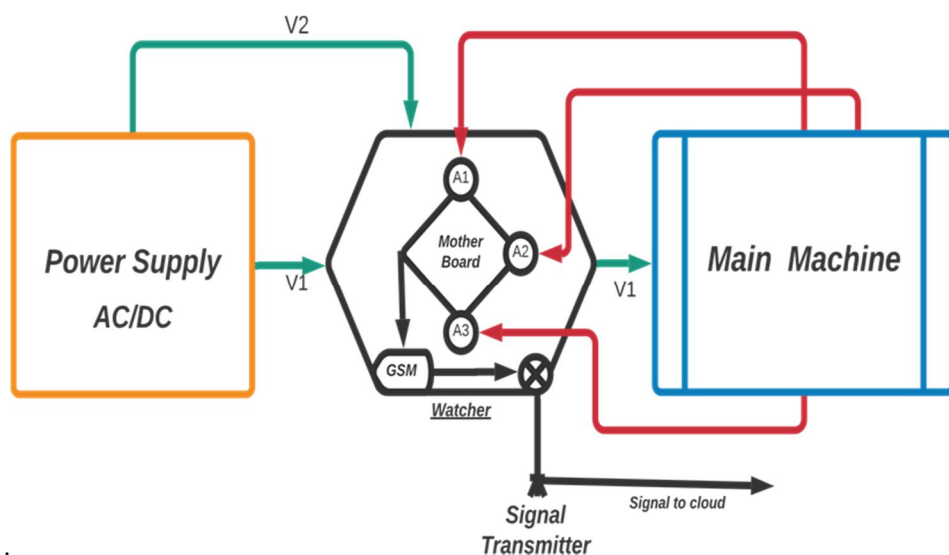 V2
Power Supply
AC/DC
V1
A1
Mother
Board
A2
A3
GSM
Watcher
V1
Main Machine
Signal to cloud
Signal
Transmitter
.